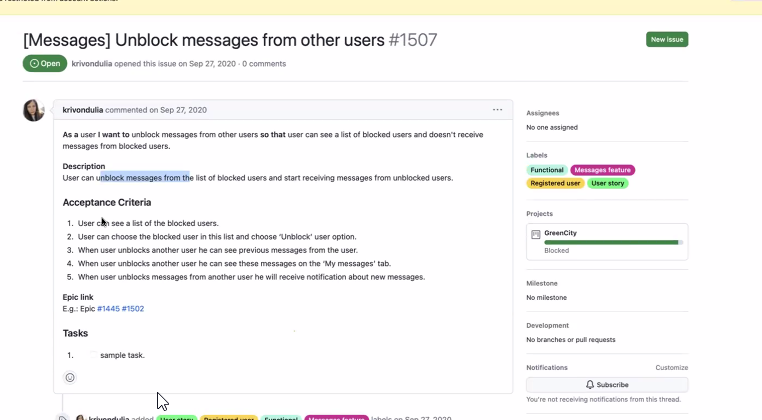 [Messages] Unblock messages from other users #1507
New issue
Open
krivondulia opened this issue on Sep 27, 2020 · 0 comments
krivondulia commented on Sep 27, 2020
As a user I want to unblock messages from other users so that user can see a list of blocked users and doesn't receive
messages from blocked users.
Description
User can unblock messages from the list of blocked users and start receiving messages from unblocked users.
Acceptance Criteria
1. User can see a list of the blocked users.
2. User can choose the blocked user in this list and choose 'Unblock' user option.
3. When user unblocks another user he can see previous messages from the user.
4. When user unblocks another user he can see these messages on the 'My messages' tab.
5. When user unblocks messages from another user he will receive notification about new messages.
Epic link
E.g.: Epic #1445 #1502
Tasks
1. sample task.
krivondulia added User story Registered user Functional Messages feature labels on Sep 27, 2020
Assignees
No one assigned
Labels
Functional Messages feature
Registered user User story
Projects
GreenCity
Blocked
Milestone
No milestone
Development
No branches or pull requests
Notifications Customize
Subscribe
You're not receiving notifications from this thread.